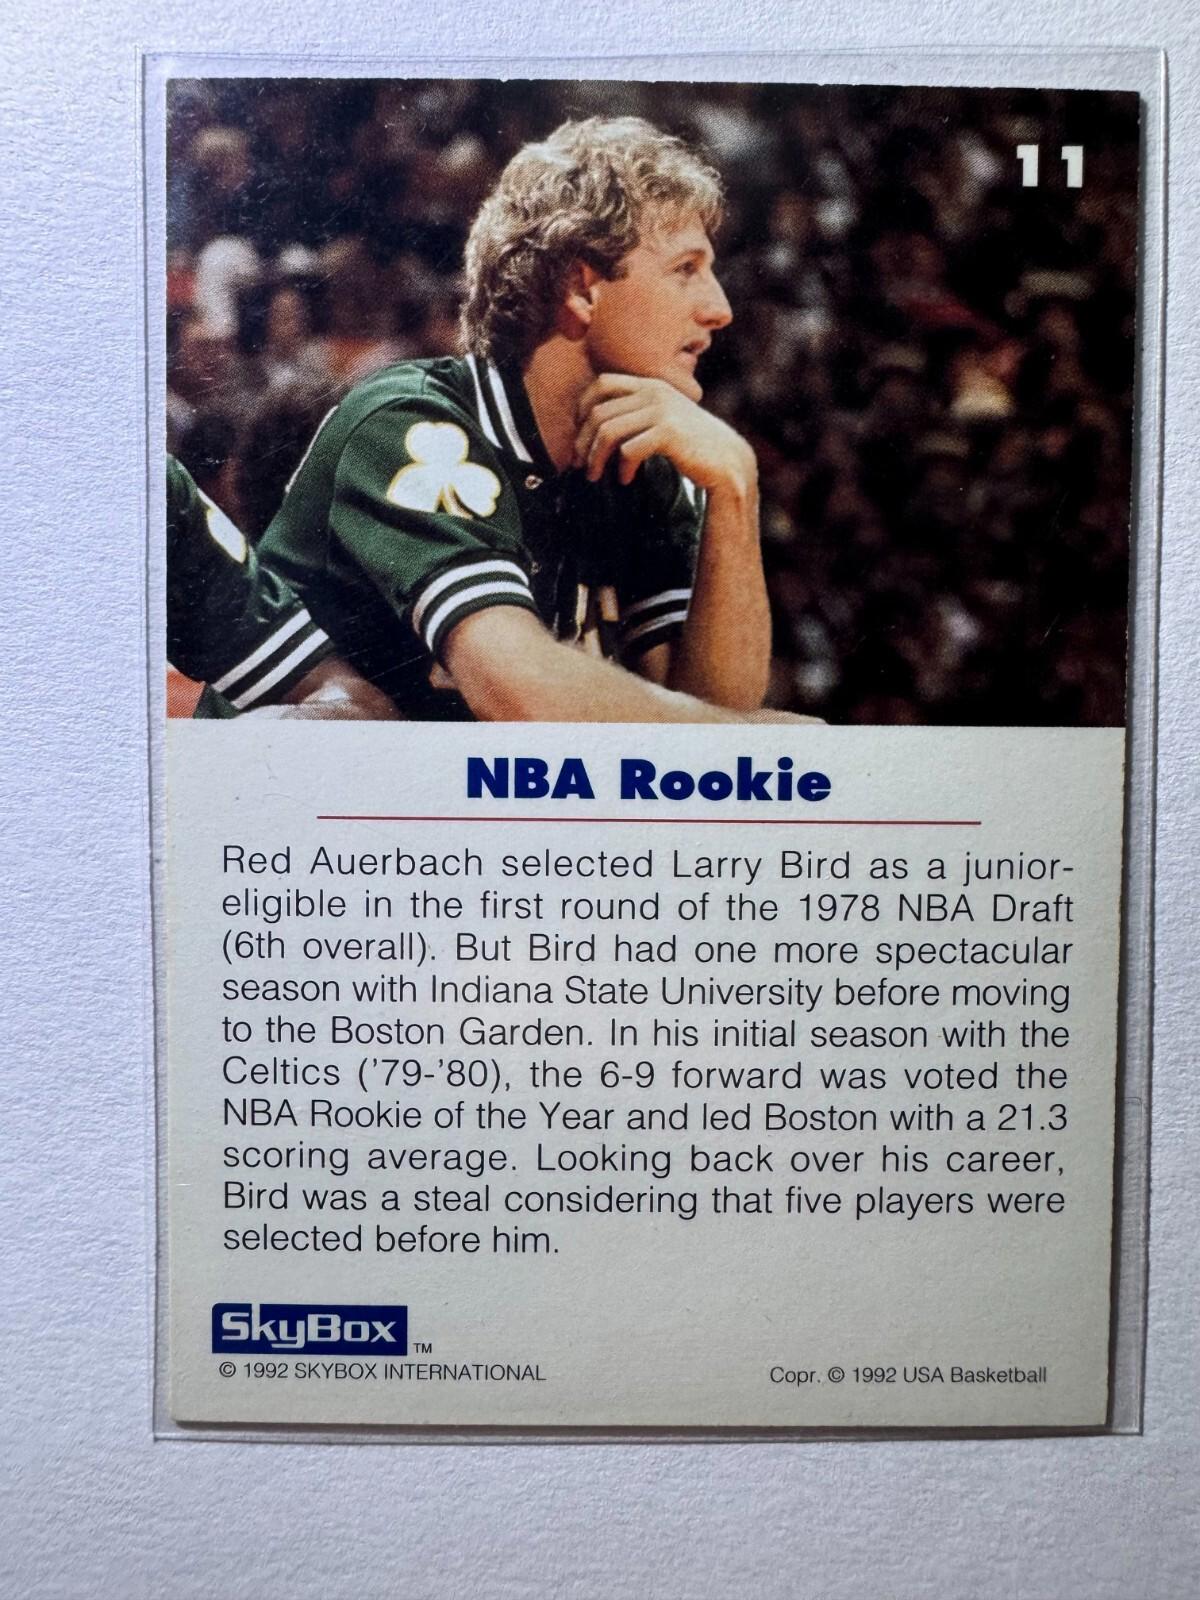 11
NBA Rookie
Red Auerbach selected Larry Bird as a junior-
eligible in the first round of the 1978 NBA Draft
(6th overall). But Bird had one more spectacular
season with Indiana State University before moving
to the Boston Garden. In his initial season with the
Celtics ('79-'80), the 6-9 forward was voted the
NBA Rookie of the Year and led Boston with a 21.3
scoring average. Looking back over his career,
Bird was a steal considering that five players were
selected before him.
SkyBox TM
© 1992 SKYBOX INTERNATIONAL
Copr. © 1992 USA Basketball